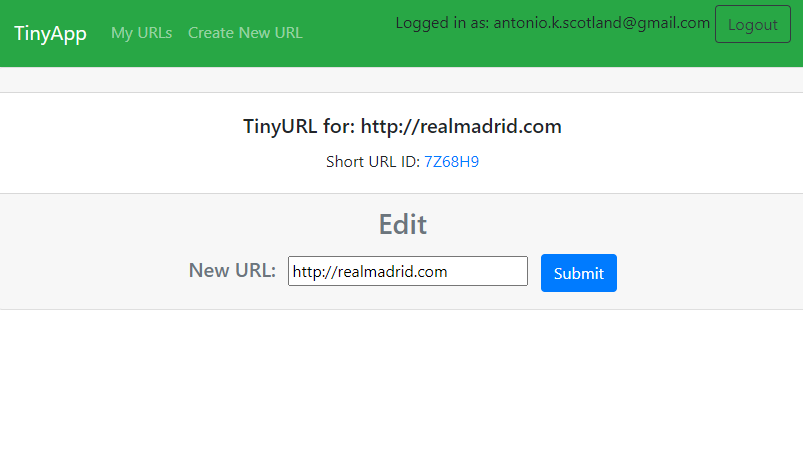 TinyApp My URLs Create New URL Logged in as: antonio.k.scotland@gmail.com Logout
TinyURL for: http://realmadrid.com
Short URL ID: 7Z68H9
Edit
New URL: http://realmadrid.com Submit